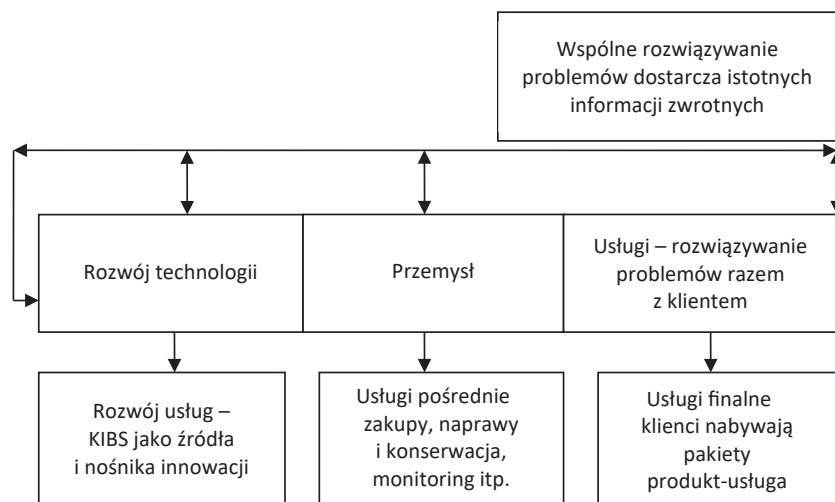 Wspólne rozwiązywanie
problemów dostarcza istotnych
informacji zwrotnych
Rozwój technologii
Przemysł
Usługi – rozwiązywanie
problemów razem
z klientem
Rozwój usług –
KIBS jako źródła
i nośnika innowacji
Usługi pośrednie
zakupy, naprawy
i konserwacja,
monitoring itp.
Usługi finalne
klienci nabywają
pakiety
produkt-usługa